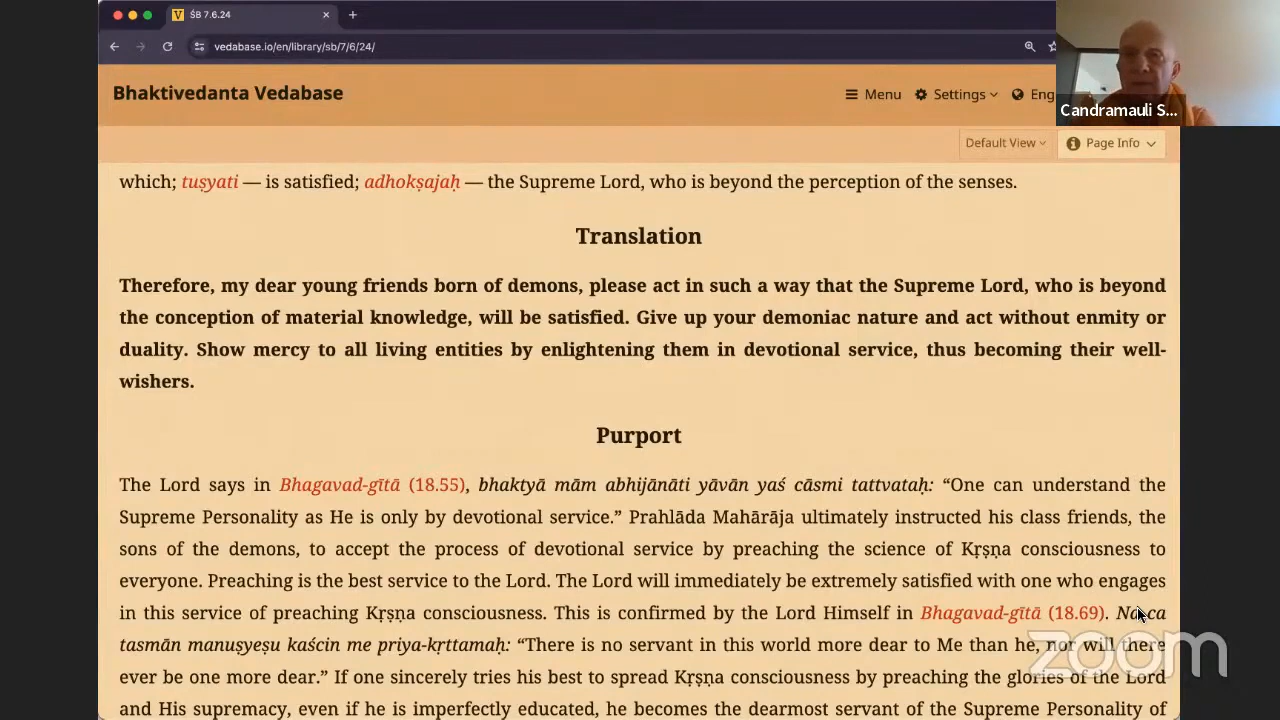 ŚB 7.6.24
vedabase.io/en/library/sb/7/6/24/
Bhaktivedanta Vedabase
Menu Settings Eng
Candramauli S...
Default View Page Info
which; tuṣyati — is satisfied; adhokṣajaḥ — the Supreme Lord, who is beyond the perception of the senses.
Translation
Therefore, my dear young friends born of demons, please act in such a way that the Supreme Lord, who is beyond
the conception of material knowledge, will be satisfied. Give up your demoniac nature and act without enmity or
duality. Show mercy to all living entities by enlightening them in devotional service, thus becoming their well-
wishers.
Purport
The Lord says in Bhagavad-gītā (18.55), bhaktyā mām abhijānāti yāvān yaś cāsmi tattvataḥ: “One can understand the
Supreme Personality as He is only by devotional service.” Prahlāda Mahārāja ultimately instructed his class friends, the
sons of the demons, to accept the process of devotional service by preaching the science of Kṛṣṇa consciousness to
everyone. Preaching is the best service to the Lord. The Lord will immediately be extremely satisfied with one who engages
in this service of preaching Kṛṣṇa consciousness. This is confirmed by the Lord Himself in Bhagavad-gītā (18.69). Na ca
tasmān manuṣyeṣu kaścin me priya-kṛttamaḥ: “There is no servant in this world more dear to Me than he, nor will there
ever be one more dear.” If one sincerely tries his best to spread Kṛṣṇa consciousness by preaching the glories of the Lord
and His supremacy, even if he is imperfectly educated, he becomes the dearmost servant of the Supreme Personality of
zoom